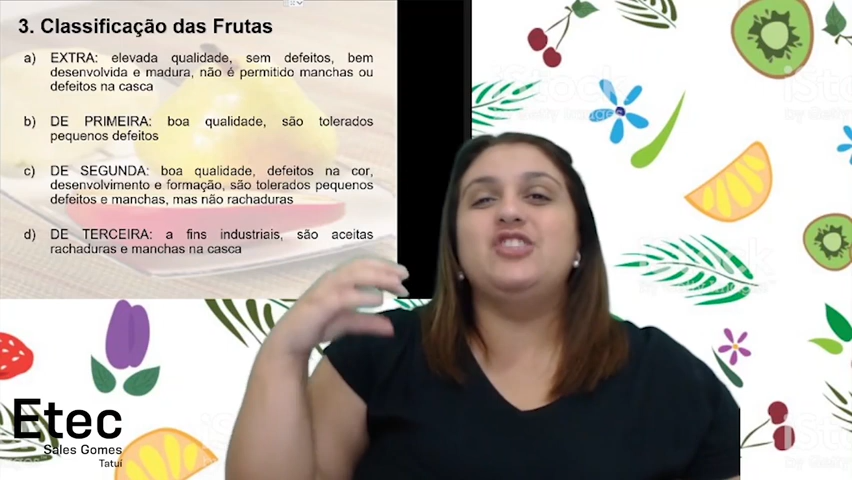 3. Classificação das Frutas
a) EXTRA: elevada qualidade, sem defeitos, bem
desenvolvida e madura, não é permitido manchas ou
defeitos na casca
b) DE PRIMEIRA: boa qualidade, são tolerados
pequenos defeitos
c) DE SEGUNDA: boa qualidade, defeitos na cor,
desenvolvimento e formação, são tolerados pequenos
defeitos e manchas, mas não rachaduras
d) DE TERCEIRA: a fins industriais, são aceitas
rachaduras e manchas na casca
Etec
Sales Gomes
Tatuí